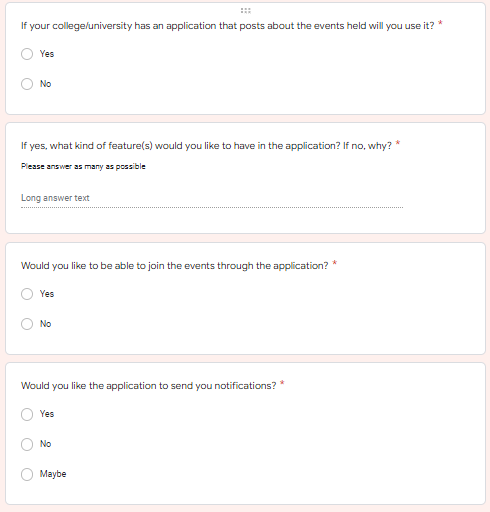 If your college/university has an application that posts about the events held will you use it? *
Yes
No
If yes, what kind of feature(s) would you like to have in the application? If no, why? *
Please answer as many as possible
Long answer text
Would you like to be able to join the events through the application? *
Yes
No
Would you like the application to send you notifications? *
Yes
No
Maybe